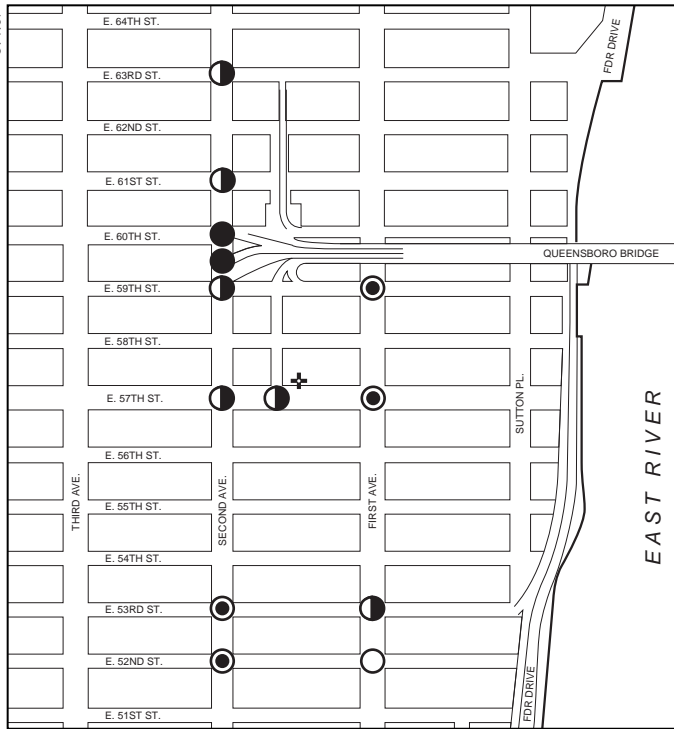 E. 64TH ST.
FDR DRIVE
E. 63RD ST.
E. 62ND ST.
E. 61ST ST.
E. 60TH ST.
QUEENSBORO BRIDGE
E. 59TH ST.
E. 58TH ST.
E. 57TH ST.
SUTTON PL.
EAST RIVER
E. 56TH ST.
THIRD AVE.
SECOND AVE.
FIRST AVE.
E. 55TH ST.
E. 54TH ST.
E. 53RD ST.
E. 52ND ST.
FDR DRIVE
E. 51ST ST.